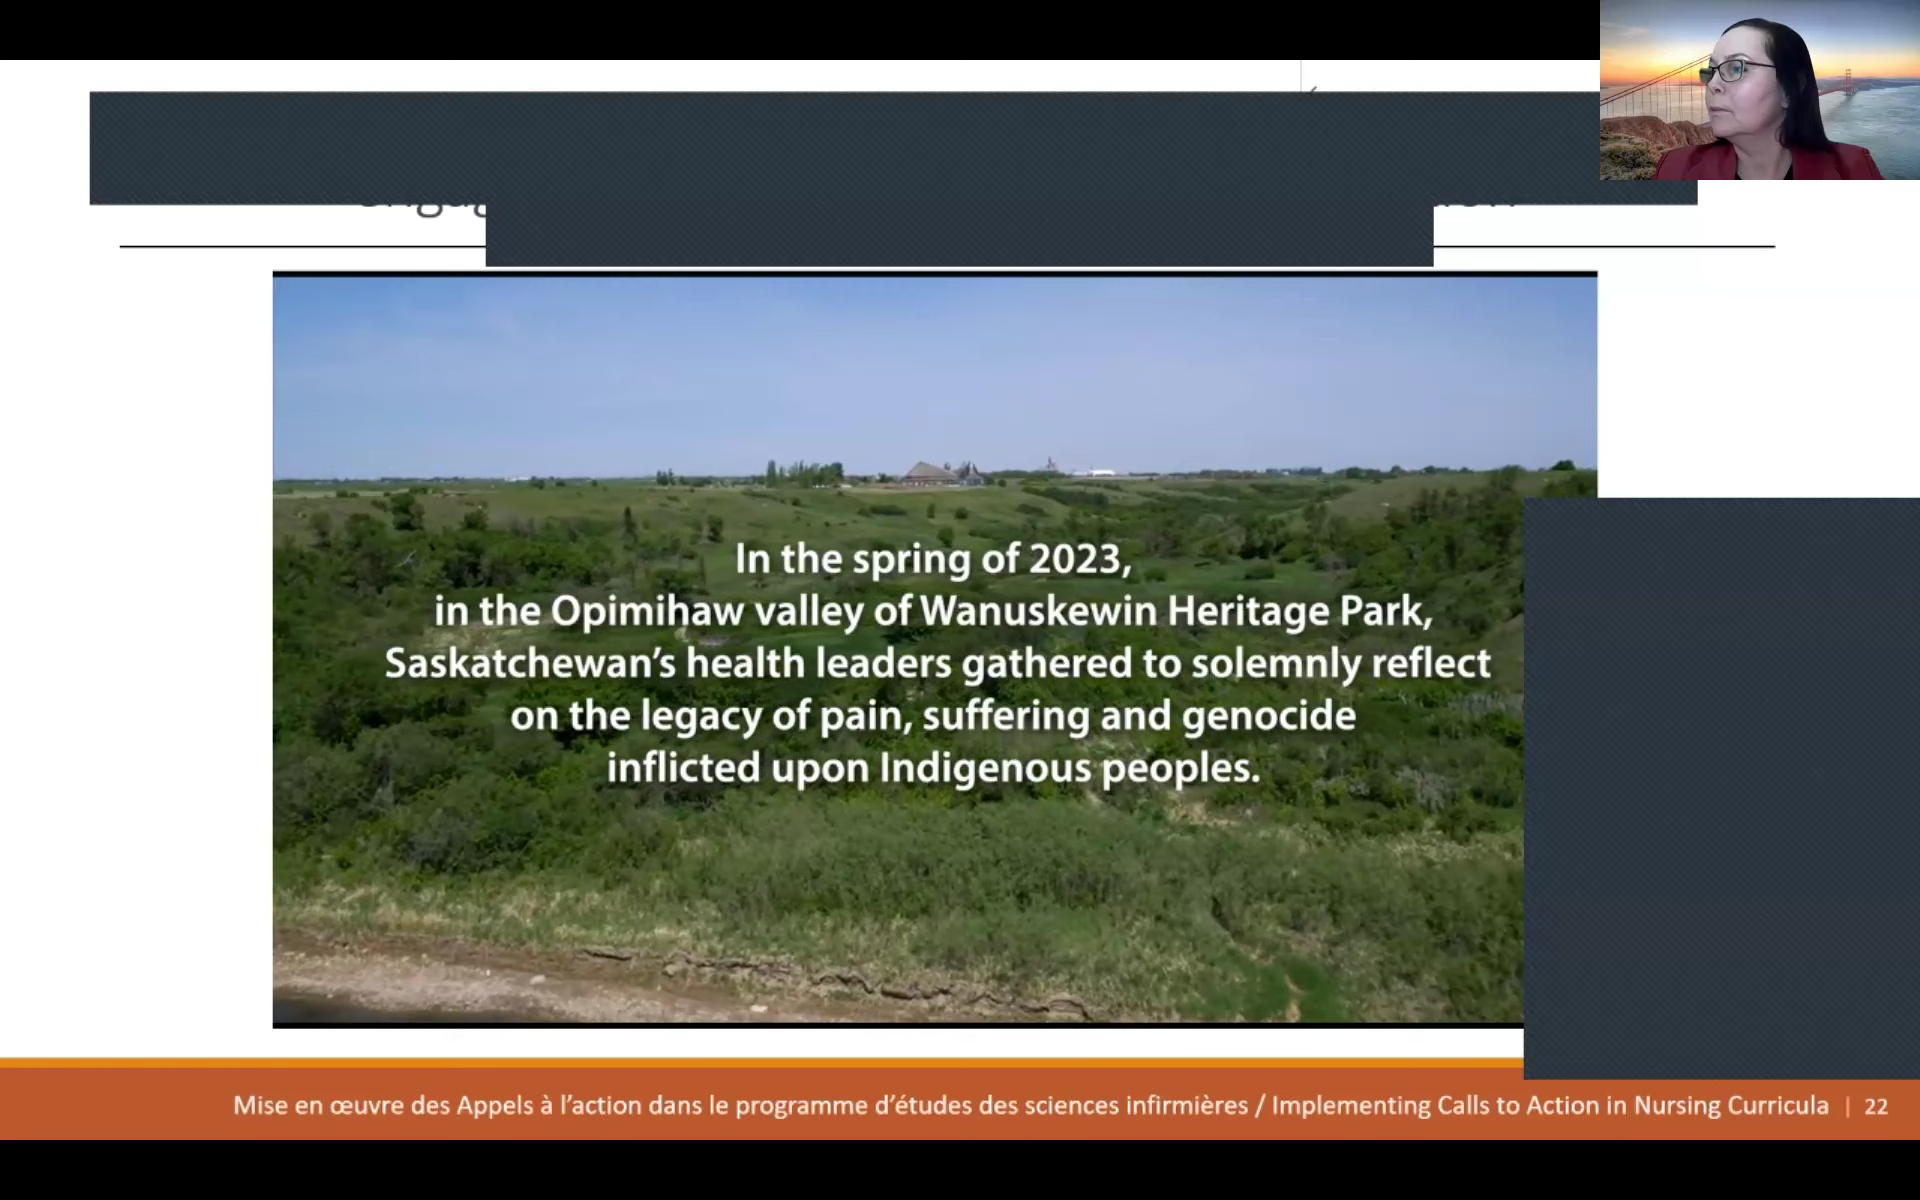 In the spring of 2023,
in the Opimihaw valley of Wanuskewin Heritage Park,
Saskatchewan's health leaders gathered to solemnly reflect
on the legacy of pain, suffering and genocide
inflicted upon Indigenous peoples.
Mise en œuvre des Appels à l'action dans le programme d'études des sciences infirmières / Implementing Calls to Action in Nursing Curricula | 22